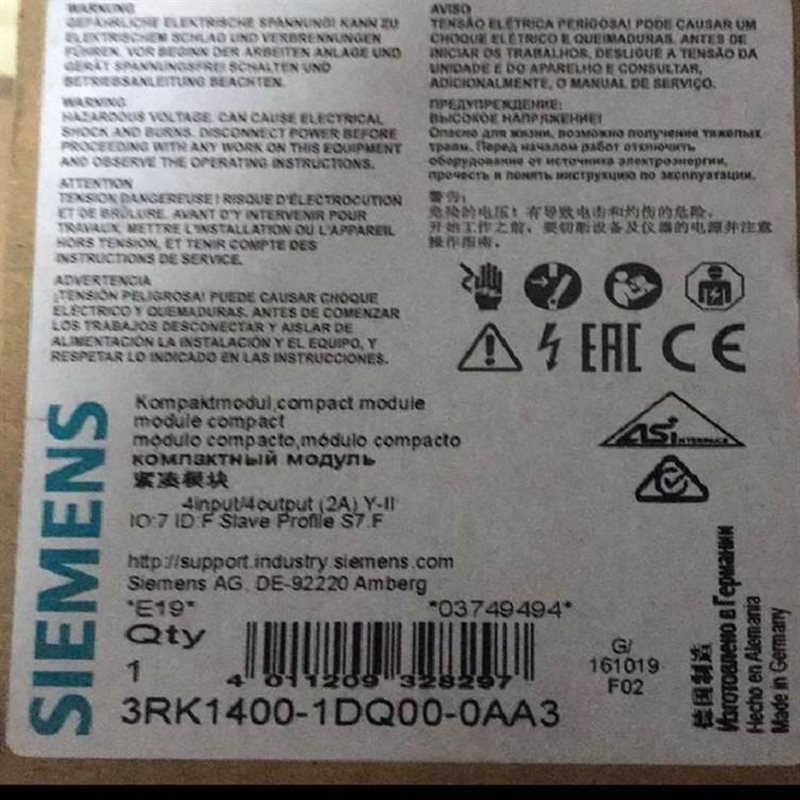 WARNUNG
GEFÄHRLICHE ELEKTRISCHE SPANNUNG! KANN ZU
ELEKTRISCHEM SCHLAG UND VERBRENNUNGEN
FÜHREN. VOR BEGINN DER ARBEITEN ANLAGE UND
GERÄT SPANNUNGSFREI SCHALTEN UND
BETRIEBSANLEITUNG BEACHTEN.
WARNING
HAZARDOUS VOLTAGE. CAN CAUSE ELECTRICAL
SHOCK AND BURNS. DISCONNECT POWER BEFORE
PROCEEDING WITH ANY WORK ON THIS EQUIPMENT
AND OBSERVE THE OPERATING INSTRUCTIONS.
ATTENTION
TENSION DANGEREUSE! RISQUE D'ÉLECTROCUTION
ET DE BRÛLURE. AVANT D'Y INTERVENIR POUR
TRAVAUX, METTRE L'INSTALLATION OU L'APPAREIL
HORS TENSION, ET TENIR COMPTE DES
INSTRUCTIONS DE SERVICE.
ADVERTENCIA
¡TENSIÓN PELIGROSA! PUEDE CAUSAR CHOQUE
ELÉCTRICO Y QUEMADURAS. ANTES DE COMENZAR
LOS TRABAJOS DESCONECTAR Y AISLAR DE
ALIMENTACIÓN LA INSTALACIÓN Y EL EQUIPO, Y
RESPETAR LO INDICADO EN LAS INSTRUCCIONES.
AVISO
TENSÃO ELÉTRICA PERIGOSA! PODE CAUSAR UM
CHOQUE ELÉTRICO E QUEIMADURAS. ANTES DE
INICIAR OS TRABALHOS, DESLIGUE A TENSÃO DA
UNIDADE E DO APARELHO E CONSULTAR,
ADICIONALMENTE, O MANUAL DE SERVIÇO.
ПРЕДУПРЕЖДЕНИЕ:
ВЫСОКОЕ НАПРЯЖЕНИЕ!
Опасно для жизни, возможно получение тяжелых
травм. Перед началом работ отключить
оборудование от источника электроэнергии,
прочесть и понять инструкцию по эксплуатации.
警告:
危险的电压! 有导致电击和灼伤的危险。
开始工作之前, 要切断设备及仪器的电源并注意
操作指南。
EAC CE
SIEMENS
Kompaktmodul,compact module
module compact
módulo compacto,módulo compacto
компактный модуль
紧凑模块
4input/4output (2A) Y-II
IO:7 ID:F Slave Profile S7.F
ASi INTERFACE
http://support.industry.siemens.com
Siemens AG, DE-92220 Amberg
*E19* *03749494*
Qty
1
4 011209 328297
3RK1400-1DQ00-0AA3
G/
161019
F02
德国制造
Изготовлено в Германии
Hecho en Alemania
Made in Germany